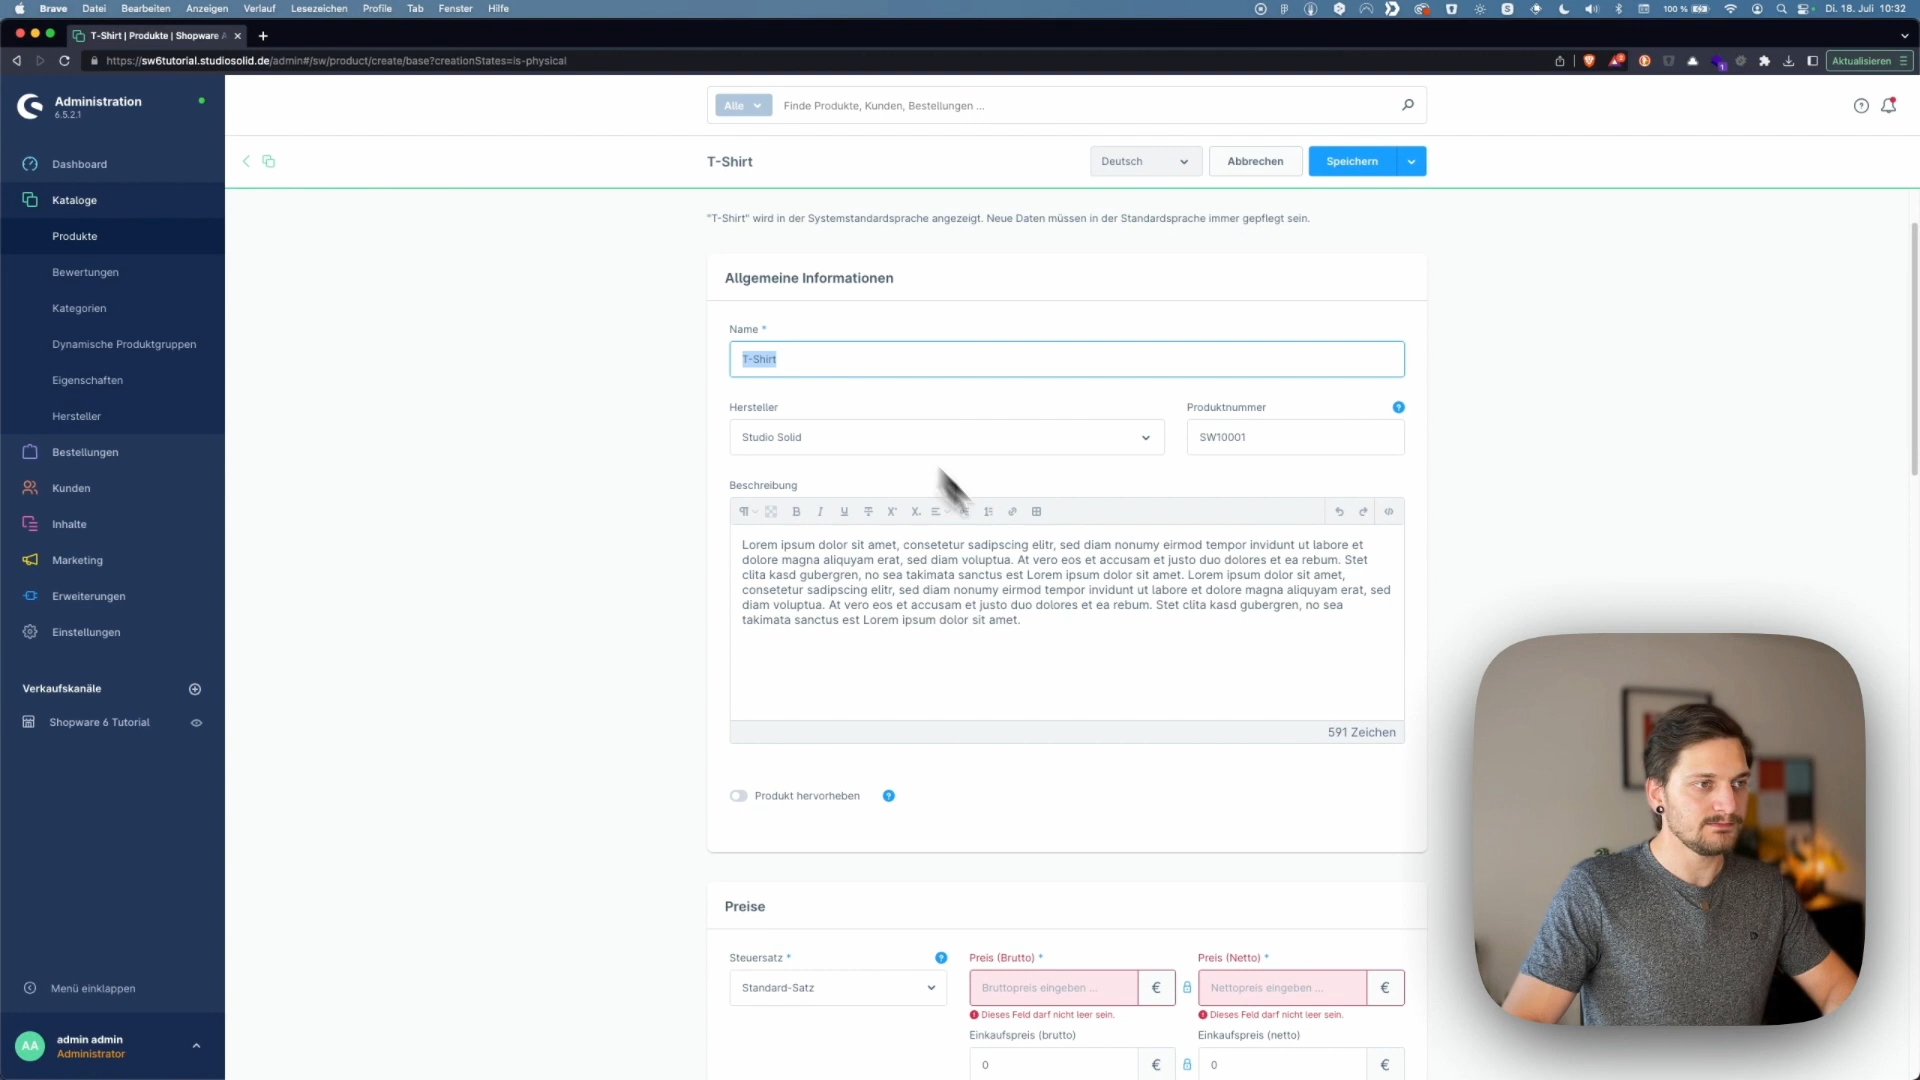 Brave Datei Bearbeiten Anzeigen Verlauf Lesezeichen Profile Tab Fenster Hilfe
100 % Di. 18. Juli 10:32
T-Shirt | Produkte | Shopware A
https://sw6tutorial.studiosolid.de/admin#/sw/product/create/base?creationStates=is-physical
Aktualisieren
Administration
6.5.2.1
Alle
Finde Produkte, Kunden, Bestellungen ...
Dashboard
Kataloge
Produkte
Bewertungen
Kategorien
Dynamische Produktgruppen
Eigenschaften
Hersteller
Bestellungen
Kunden
Inhalte
Marketing
Erweiterungen
Einstellungen
Verkaufskanäle
Shopware 6 Tutorial
Menü einklappen
AA
admin admin
Administrator
T-Shirt
Deutsch
Abbrechen
Speichern
"T-Shirt" wird in der Systemstandardsprache angezeigt. Neue Daten müssen in der Standardsprache immer gepflegt sein.
Allgemeine Informationen
Name *
T-Shirt
Hersteller
Studio Solid
Produktnummer
SW10001
Beschreibung
Lorem ipsum dolor sit amet, consetetur sadipscing elitr, sed diam nonumy eirmod tempor invidunt ut labore et
dolore magna aliquyam erat, sed diam voluptua. At vero eos et accusam et justo duo dolores et ea rebum. Stet
clita kasd gubergren, no sea takimata sanctus est Lorem ipsum dolor sit amet. Lorem ipsum dolor sit amet,
consetetur sadipscing elitr, sed diam nonumy eirmod tempor invidunt ut labore et dolore magna aliquyam erat, sed
diam voluptua. At vero eos et accusam et justo duo dolores et ea rebum. Stet clita kasd gubergren, no sea
takimata sanctus est Lorem ipsum dolor sit amet.
591 Zeichen
Produkt hervorheben
Preise
Steuersatz *
Standard-Satz
Preis (Brutto) *
Bruttopreis eingeben ... €
Dieses Feld darf nicht leer sein.
Preis (Netto) *
Nettopreis eingeben ... €
Dieses Feld darf nicht leer sein.
Einkaufspreis (brutto)
0 €
Einkaufspreis (netto)
0 €